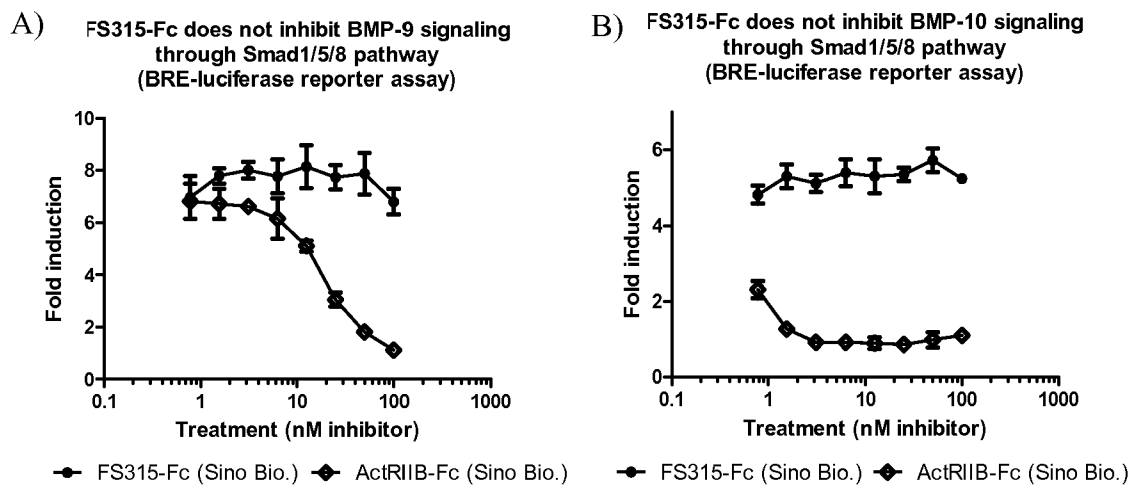 A)
FS315-Fc does not inhibit BMP-9 signaling
through Smad1/5/8 pathway
(BRE-luciferase reporter assay)
10
8
6
4
2
0
Fold induction
0.1
1
10
100
1000
Treatment (nM inhibitor)
FS315-Fc (Sino Bio.)
ActRIIB-Fc (Sino Bio.)
B)
FS315-Fc does not inhibit BMP-10 signaling
through Smad1/5/8 pathway
(BRE-luciferase reporter assay)
6
4
2
0
Fold induction
0.1
1
10
100
1000
Treatment (nM inhibitor)
FS315-Fc (Sino Bio.)
ActRIIB-Fc (Sino Bio.)